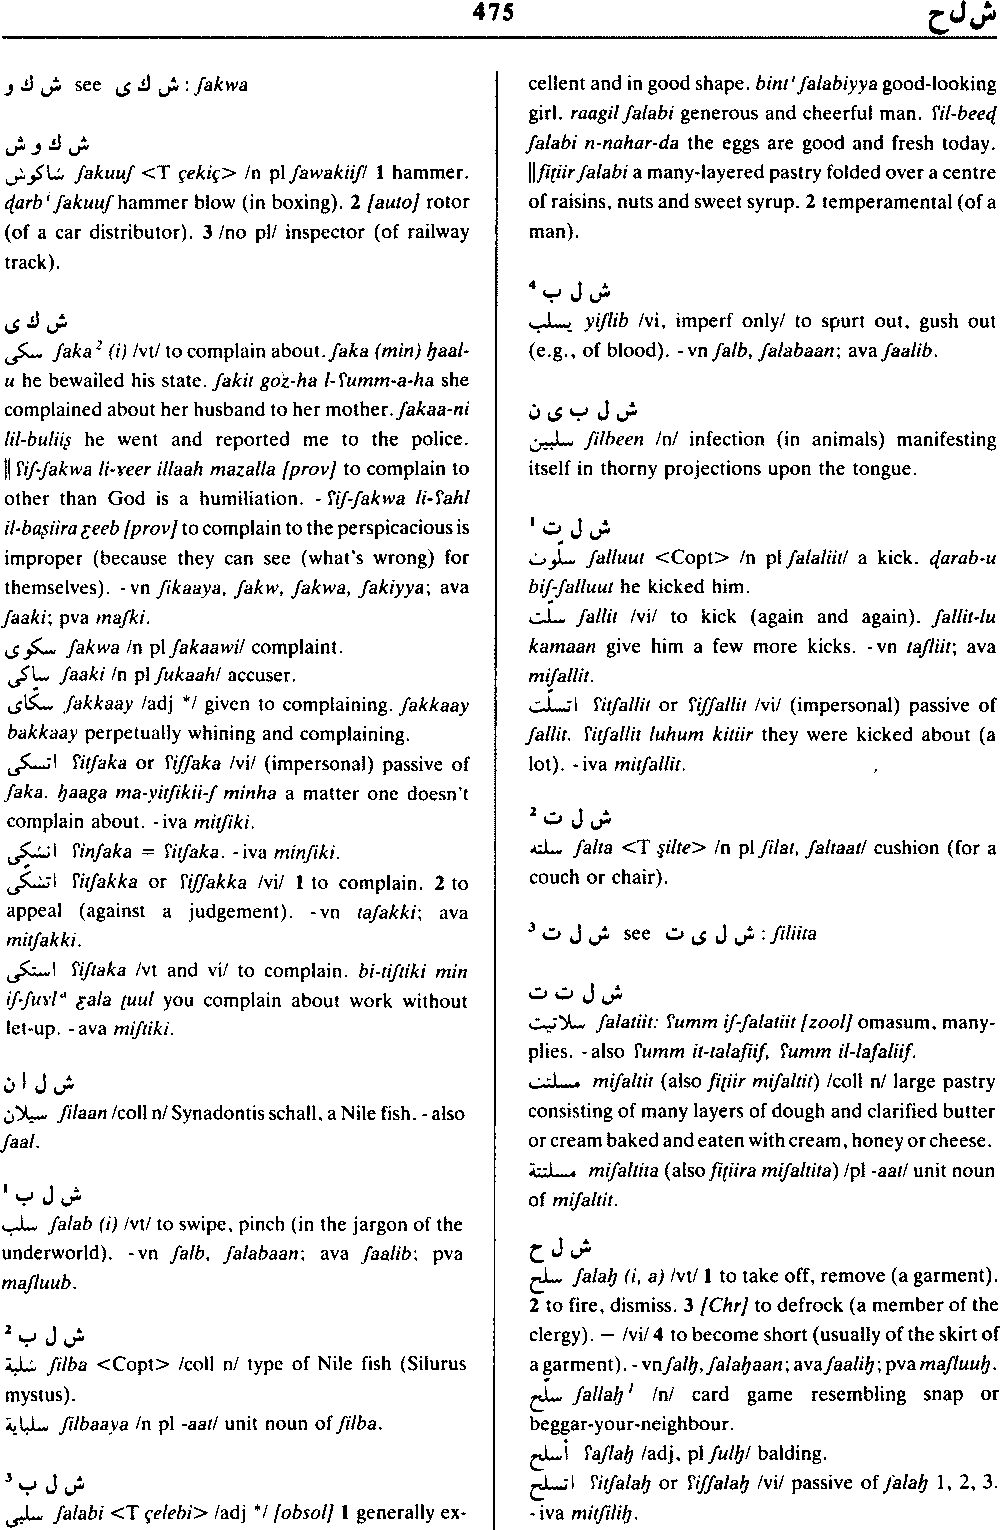 475
ش ل ح
ش ك و see ش ك ى : ʃakwa
ش ك و ش
شاكوش ʃakuuʃ <T çekiç> /n pl ʃawakiiʃ/ 1 hammer.
ḍarbⁱ ʃakuuʃ hammer blow (in boxing). 2 [auto] rotor
(of a car distributor). 3 /no pl/ inspector (of railway
track).
ش ك ى
شكى ʃaka² (i) /vt/ to complain about. ʃaka (min) ḥaal-
u he bewailed his state. ʃakit goz-ha l-ʕumm-a-ha she
complained about her husband to her mother. ʃakaa-ni
lil-buliiṣ he went and reported me to the police.
|| ʕiʃ-ʃakwa li-ɤeer illaah mazalla [prov] to complain to
other than God is a humiliation. - ʕiʃ-ʃakwa li-ʕahl
il-baṣiira ƹeeb [prov] to complain to the perspicacious is
improper (because they can see (what's wrong) for
themselves). - vn ʃikaaya, ʃakw, ʃakwa, ʃakiyya; ava
ʃaaki; pva maʃki.
شكوى ʃakwa /n pl ʃakaawi/ complaint.
شاكى ʃaaki /n pl ʃukaah/ accuser.
شكاى ʃakkaay /adj */ given to complaining. ʃakkaay
bakkaay perpetually whining and complaining.
اتشكى ʕitʃaka or ʕiʃʃaka /vi/ (impersonal) passive of
ʃaka. ḥaaga ma-yitʃikii-ʃ minha a matter one doesn't
complain about. - iva mitʃiki.
انشكى ʕinʃaka = ʕitʃaka. - iva minʃiki.
اتشكّى ʕitʃakka or ʕiʃʃakka /vi/ 1 to complain. 2 to
appeal (against a judgement). - vn taʃakki; ava
mitʃakki.
اشتكى ʕiʃtaka /vt and vi/ to complain. bi-tiʃtiki min
iʃ-ʃuɤlᵘ ƹala ṭuul you complain about work without
let-up. - ava miʃtiki.
ش ل ا ن
شيلان ʃilaan /coll n/ Synadontis schall, a Nile fish. - also
ʃaal.
ش ل ب ¹
شلب ʃalab (i) /vt/ to swipe, pinch (in the jargon of the
underworld). - vn ʃalb, ʃalabaan; ava ʃaalib; pva
maʃluub.
ش ل ب ²
شلبة ʃilba <Copt> /coll n/ type of Nile fish (Silurus
mystus).
شلباية ʃilbaaya /n pl -aat/ unit noun of ʃilba.
ش ل ب ³
شلبى ʃalabi <T çelebi> /adj */ [obsol] 1 generally ex-
cellent and in good shape. bintⁱ ʃalabiyya good-looking
girl. raagil ʃalabi generous and cheerful man. ʕil-beeḍ
ʃalabi n-nahar-da the eggs are good and fresh today.
|| fiṭiir ʃalabi a many-layered pastry folded over a centre
of raisins, nuts and sweet syrup. 2 temperamental (of a
man).
ش ل ب ⁴
يشلب yiʃlib /vi, imperf only/ to spurt out, gush out
(e.g., of blood). - vn ʃalb, ʃalabaan; ava ʃaalib.
ش ل ب ى ن
شلبين ʃilbeen /n/ infection (in animals) manifesting
itself in thorny projections upon the tongue.
ش ل ت ¹
شلّوت ʃalluut <Copt> /n pl ʃalaliit/ a kick. ḍarab-u
biʃ-ʃalluut he kicked him.
شلّت ʃallit /vi/ to kick (again and again). ʃallit-lu
kamaan give him a few more kicks. - vn taʃliit; ava
miʃallit.
اتشلّت ʕitʃallit or ʕiʃʃallit /vi/ (impersonal) passive of
ʃallit. ʕitʃallit luhum kitiir they were kicked about (a
lot). - iva mitʃallit.
ش ل ت ²
شلته ʃalta <T şilte> /n pl ʃilat, ʃaltaat/ cushion (for a
couch or chair).
ش ل ت ³ see ش ل ى ت : ʃiliita
ش ل ت ت
شلاتيت ʃalatiit: ʕumm iʃ-ʃalatiit [zool] omasum, many-
plies. - also ʕumm it-talafiif, ʕumm il-lafaliif.
مشلتت miʃaltit (also fiṭiir miʃaltit) /coll n/ large pastry
consisting of many layers of dough and clarified butter
or cream baked and eaten with cream, honey or cheese.
مشلتتة miʃaltita (also fiṭiira miʃaltita) /pl -aat/ unit noun
of miʃaltit.
ش ل ح
شلح ʃalaḥ (i, a) /vt/ 1 to take off, remove (a garment).
2 to fire, dismiss. 3 [Chr] to defrock (a member of the
clergy). – /vi/ 4 to become short (usually of the skirt of
a garment). - vn ʃalḥ, ʃalaḥaan; ava ʃaaliḥ; pva maʃluuḥ.
شلّح ʃallaḥ¹ /n/ card game resembling snap or
beggar-your-neighbour.
أشلح ʕaʃlaḥ /adj, pl ʃulḥ/ balding.
اتشلح ʕitʃalaḥ or ʕiʃʃalaḥ /vi/ passive of ʃalaḥ 1, 2, 3.
- iva mitʃiliḥ.